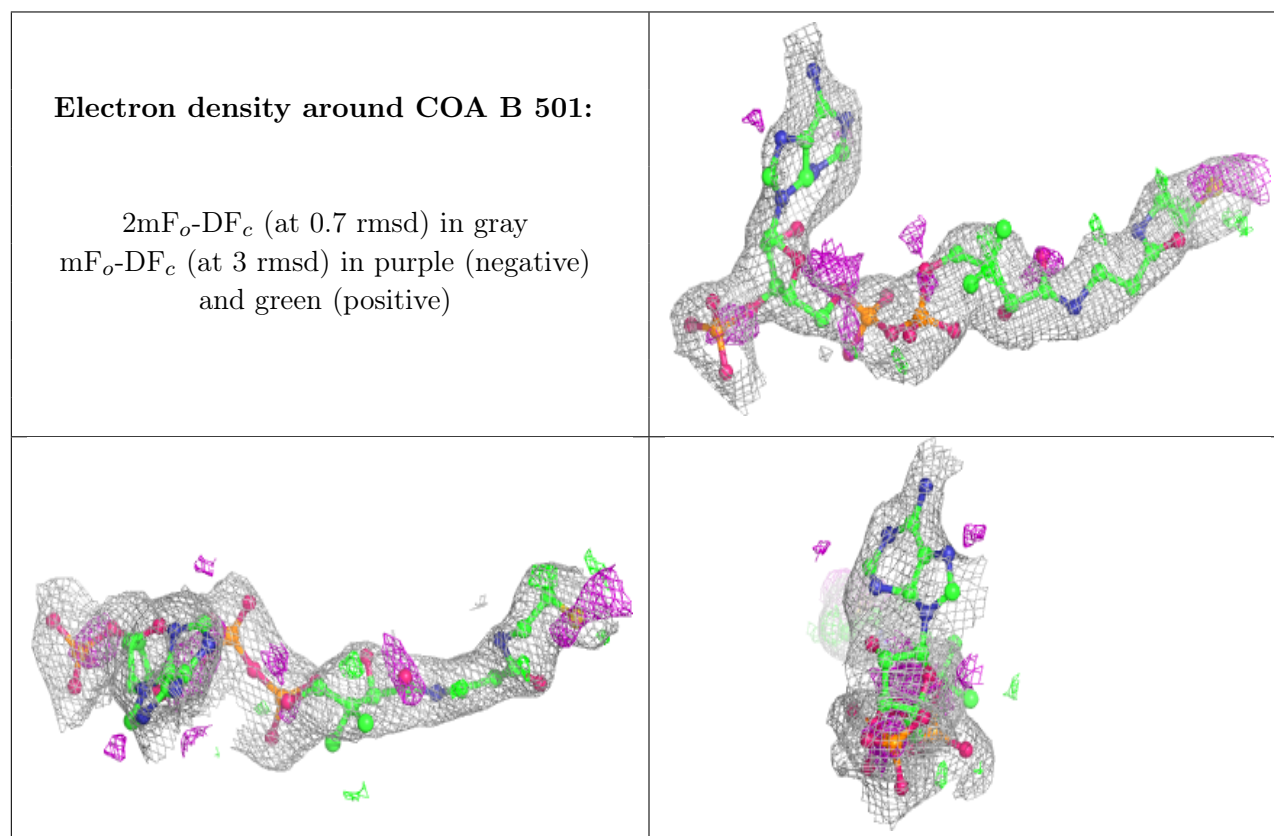 Electron density around COA B 501:
2mFₒ-DF𝒸 (at 0.7 rmsd) in gray
mFₒ-DF𝒸 (at 3 rmsd) in purple (negative)
and green (positive)